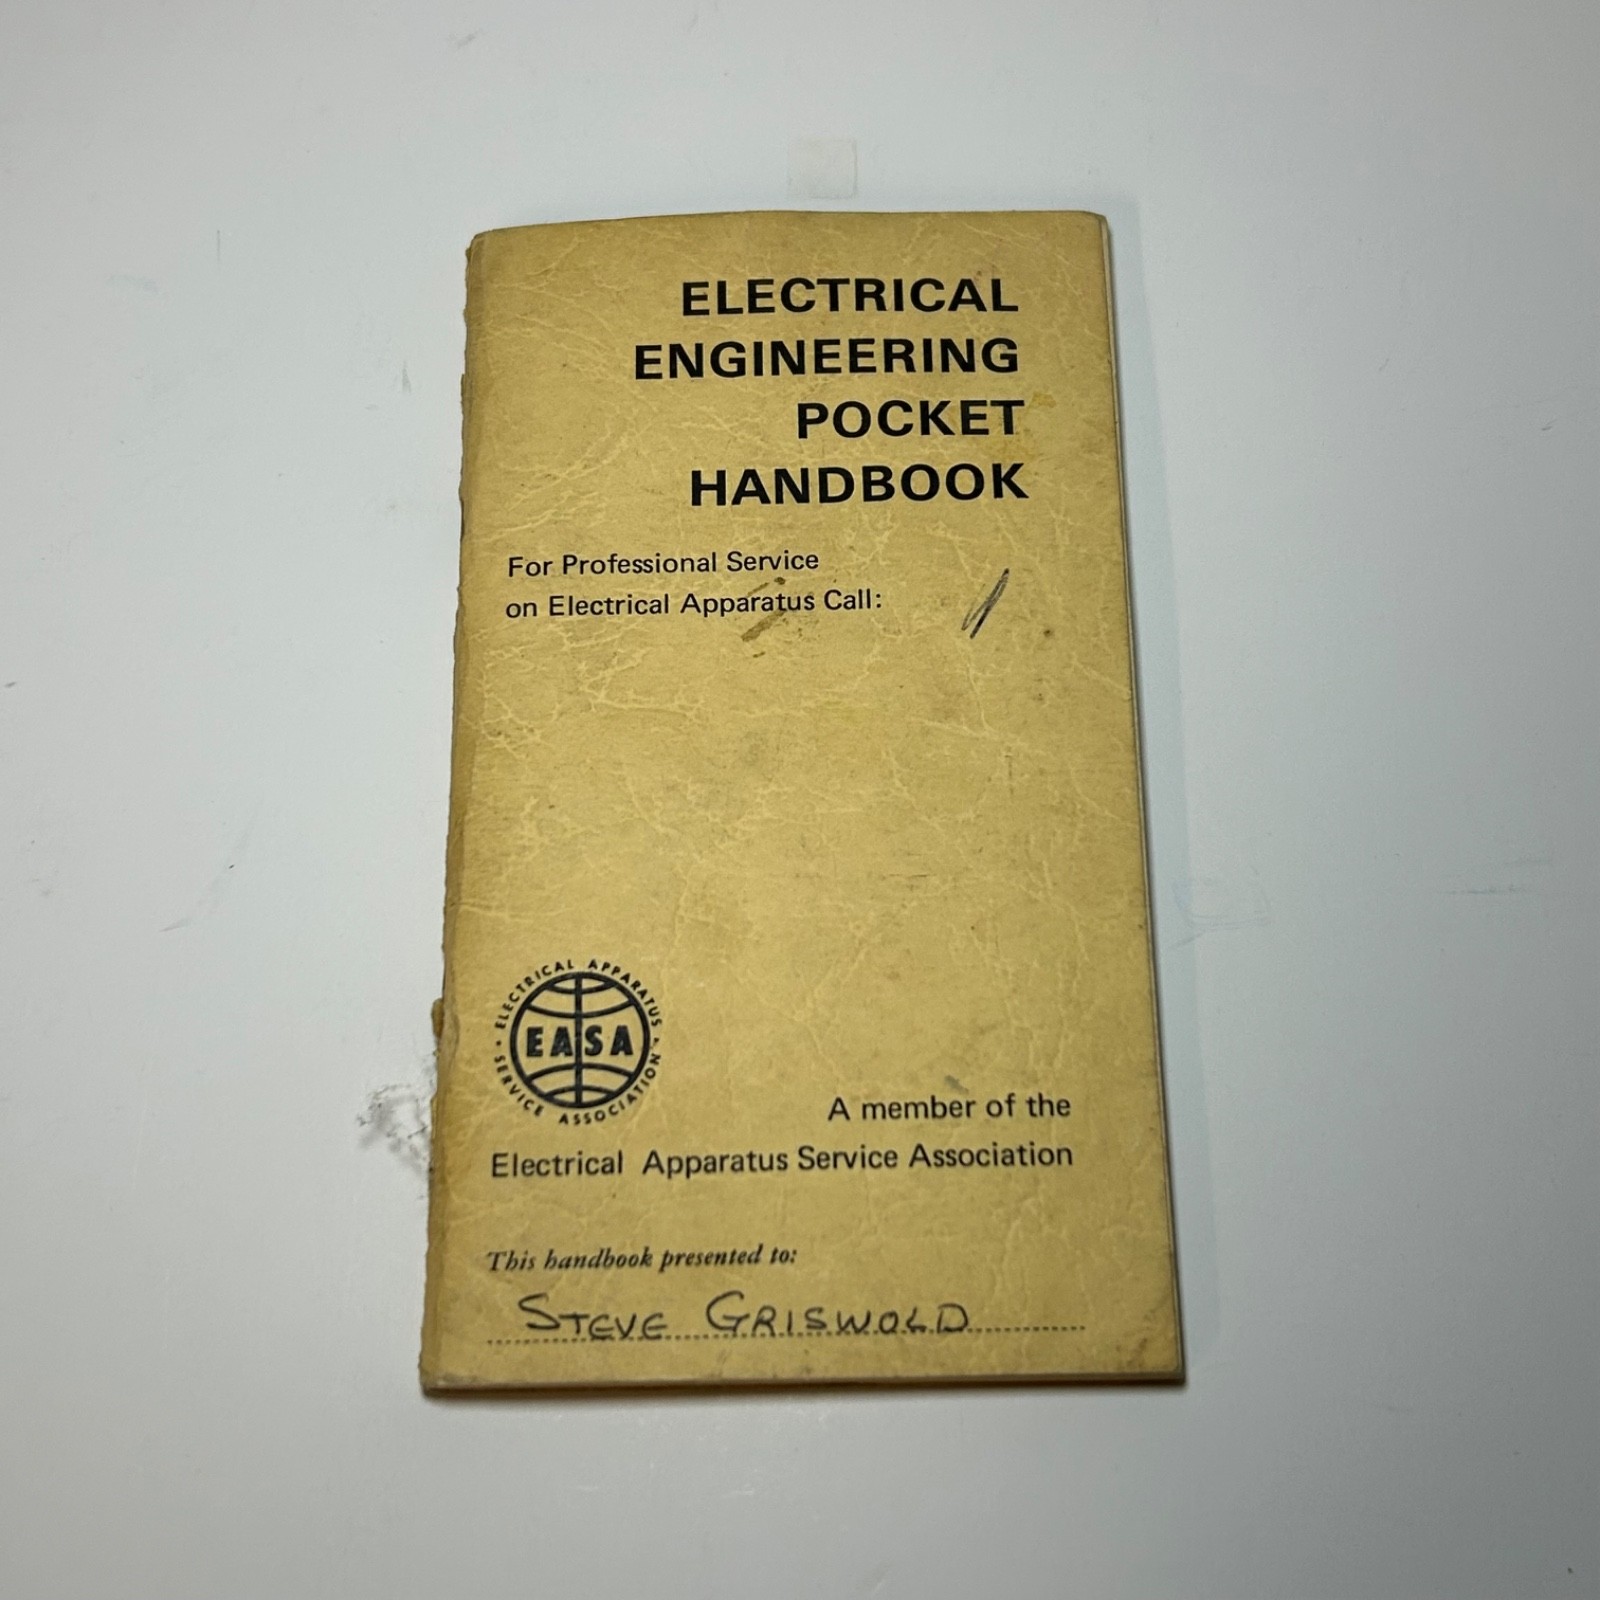 ELECTRICAL
ENGINEERING
POCKET
HANDBOOK
For Professional Service
on Electrical Apparatus Call:
ELECTRICAL APPARATUS
EASA
SERVICE ASSOCIATION
A member of the
Electrical Apparatus Service Association
This handbook presented to:
STEVE GRISWOLD